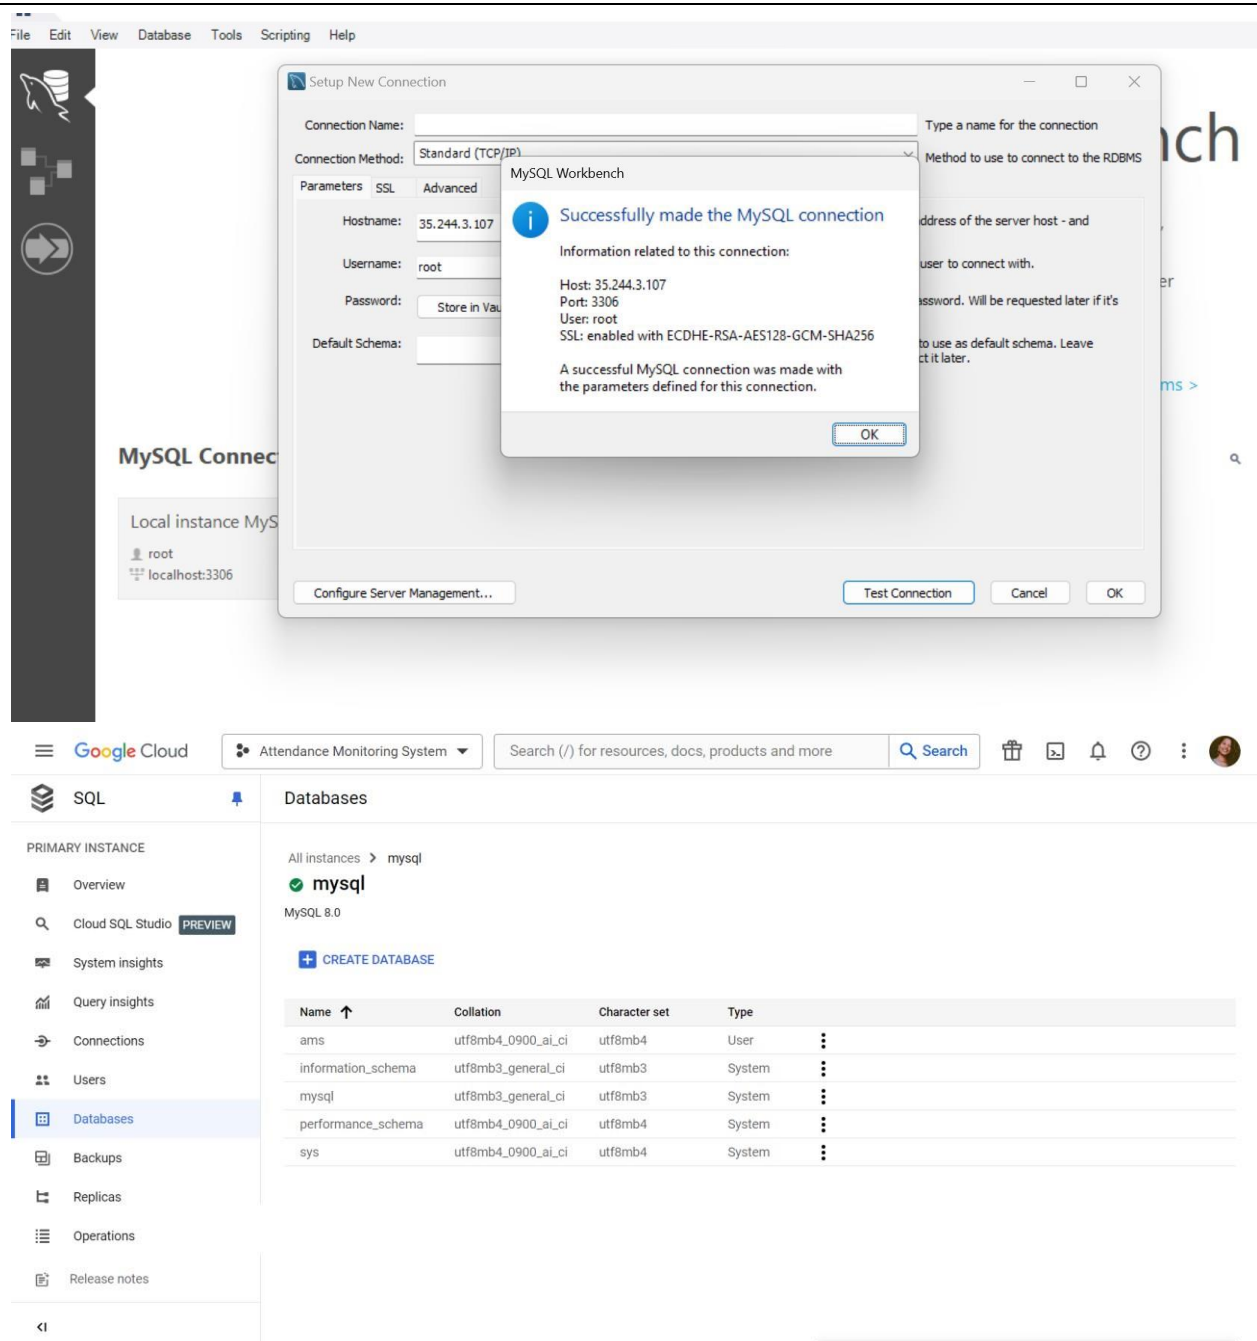 File Edit View Database Tools Scripting Help
Setup New Connection
nch
Connection Name:
Type a name for the connection
Connection Method: Standard (TCP/IP)
Method to use to connect to the RDBMS
Parameters SSL Advanced
MySQL Workbench
Successfully made the MySQL connection
Information related to this connection:
Host: 35.244.3.107
Port: 3306
User: root
SSL: enabled with ECDHE-RSA-AES128-GCM-SHA256
A successful MySQL connection was made with
the parameters defined for this connection.
OK
Hostname: 35.244.3.107
address of the server host - and
Username: root
user to connect with.
er
Password: Store in Vau
assword. Will be requested later if it's
Default Schema:
to use as default schema. Leave
ct it later.
ms >
MySQL Connec
Local instance MyS
root
localhost:3306
Configure Server Management... Test Connection Cancel OK
Google Cloud Attendance Monitoring System Search (/) for resources, docs, products and more Search
SQL
Databases
PRIMARY INSTANCE
Overview
Cloud SQL Studio PREVIEW
System insights
Query insights
Connections
Users
Databases
Backups
Replicas
Operations
Release notes
All instances > mysql
mysql
MySQL 8.0
CREATE DATABASE
Name Collation Character set Type
ams utf8mb4_0900_ai_ci utf8mb4 User
information_schema utf8mb3_general_ci utf8mb3 System
mysql utf8mb3_general_ci utf8mb3 System
performance_schema utf8mb4_0900_ai_ci utf8mb4 System
sys utf8mb4_0900_ai_ci utf8mb4 System